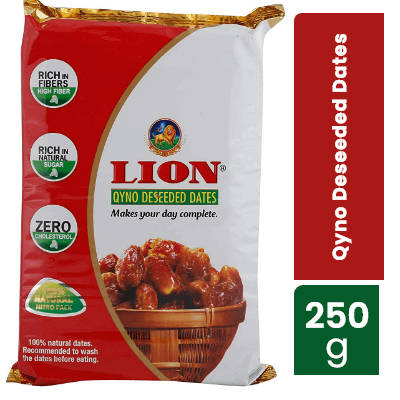 RICH IN
FIBERS
HIGH FIBER
RICH IN
NATURAL
SUGAR
ZERO
CHOLESTEROL
NATURAL
NITRO PACK
100% natural dates.
Recommended to wash
the dates before eating.
LION®
QYNO DESEEDED DATES
Makes your day complete.
Qyno Deseeded Dates
250
g